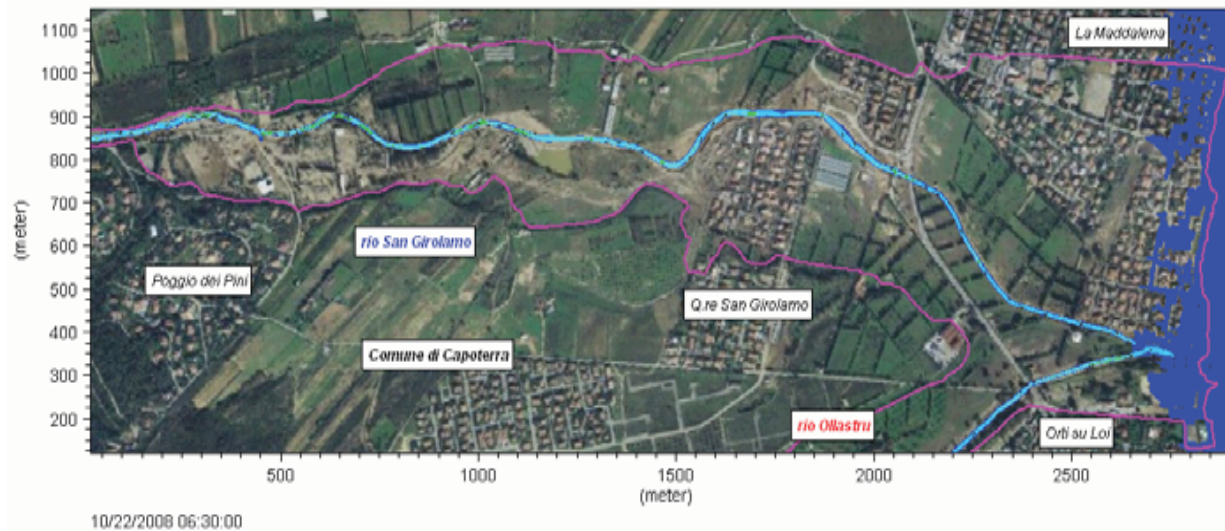 1100
1000
900
800
700
600
500
400
300
200
(meter)
La Maddalena
rio San Girolamo
Poggio dei Pini
Q.re San Girolamo
Comune di Capoterra
rio Ollastru
Orti su Loi
500
1000
1500
2000
2500
(meter)
10/22/2008 06:30:00